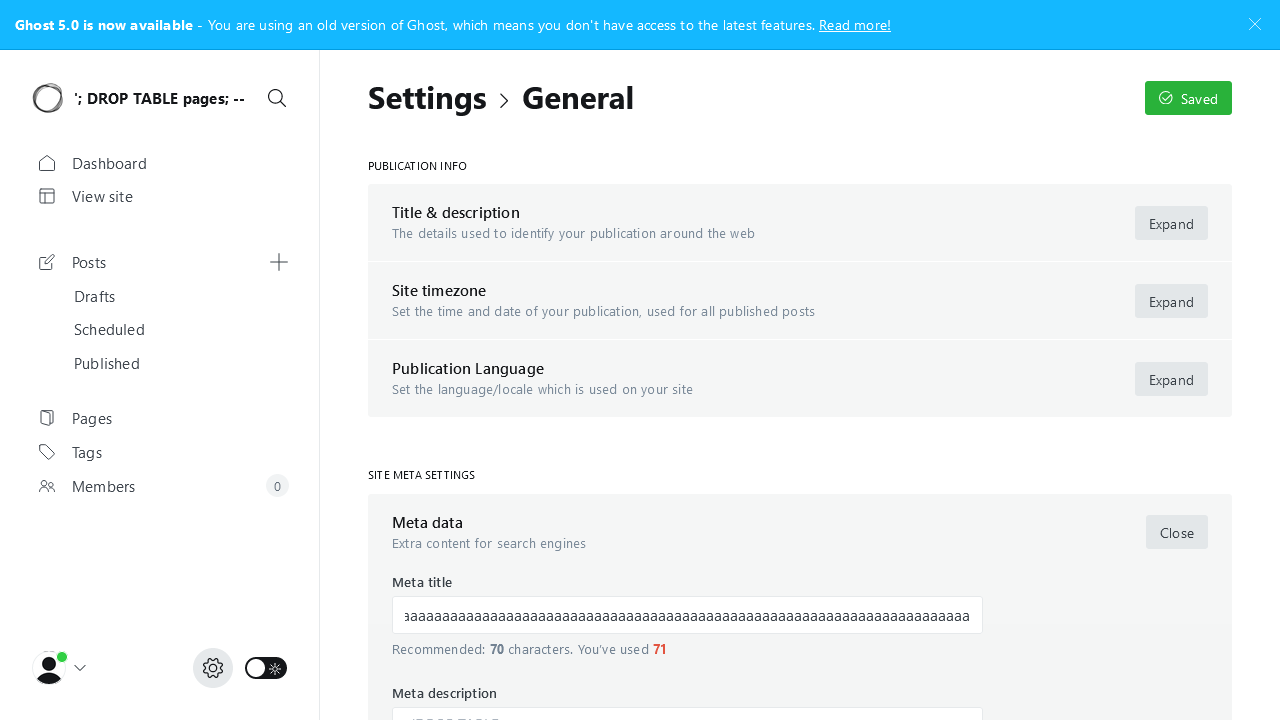 Ghost 5.0 is now available - You are using an old version of Ghost, which means you don't have access to the latest features. Read more!
'; DROP TABLE pages; --
Settings > General
Saved
Dashboard
View site
Posts
Drafts
Scheduled
Published
Pages
Tags
Members 0
PUBLICATION INFO
Title & description
The details used to identify your publication around the web
Expand
Site timezone
Set the time and date of your publication, used for all published posts
Expand
Publication Language
Set the language/locale which is used on your site
Expand
SITE META SETTINGS
Meta data
Extra content for search engines
Close
Meta title
aaaaaaaaaaaaaaaaaaaaaaaaaaaaaaaaaaaaaaaaaaaaaaaaaaaaaaaaaaaaaaaaaaaaaa
Recommended: 70 characters. You've used 71
Meta description